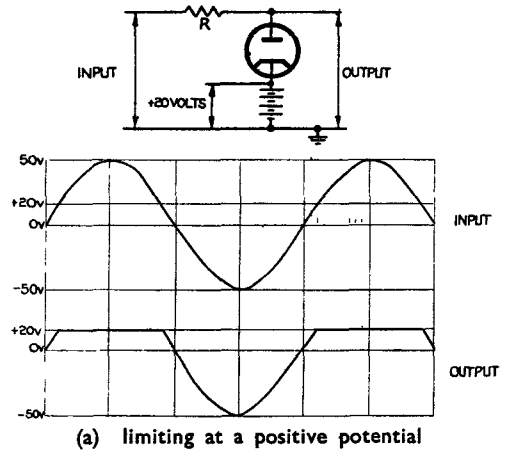 R
INPUT
OUTPUT
+20VOLTS
50v
+20v
0v
INPUT
-50v
+20v
0v
OUTPUT
-50v
(a) limiting at a positive potential